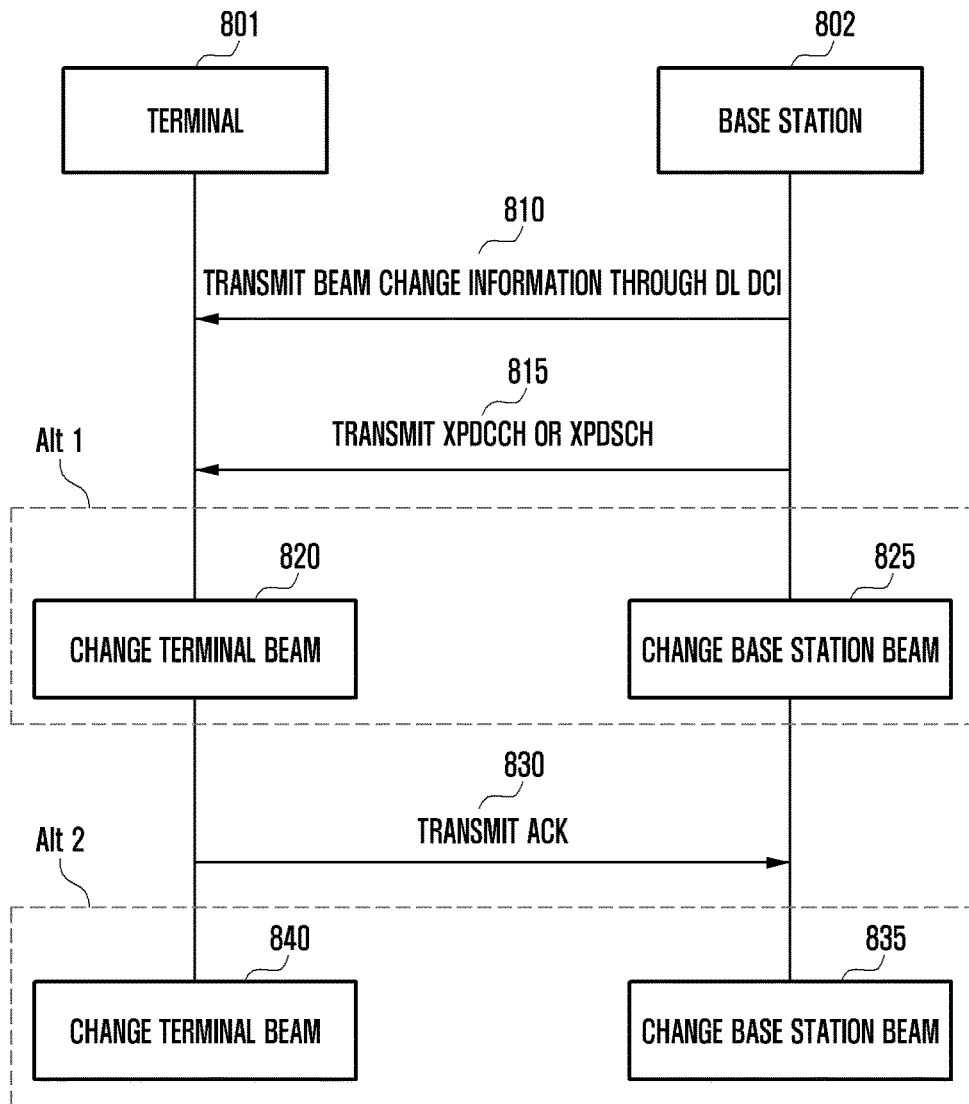 801
802
TERMINAL
BASE STATION
810
TRANSMIT BEAM CHANGE INFORMATION THROUGH DL DCI
815
TRANSMIT XPDCCH OR XPDSCH
Alt 1
820
825
CHANGE TERMINAL BEAM
CHANGE BASE STATION BEAM
830
TRANSMIT ACK
Alt 2
840
835
CHANGE TERMINAL BEAM
CHANGE BASE STATION BEAM